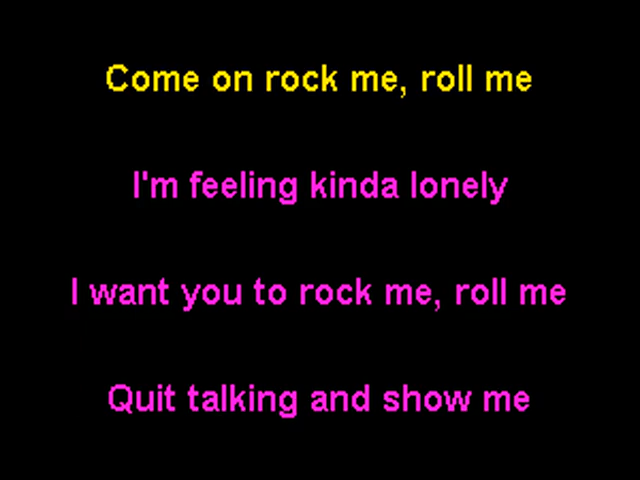 Come on rock me, roll me
I'm feeling kinda lonely
I want you to rock me, roll me
Quit talking and show me